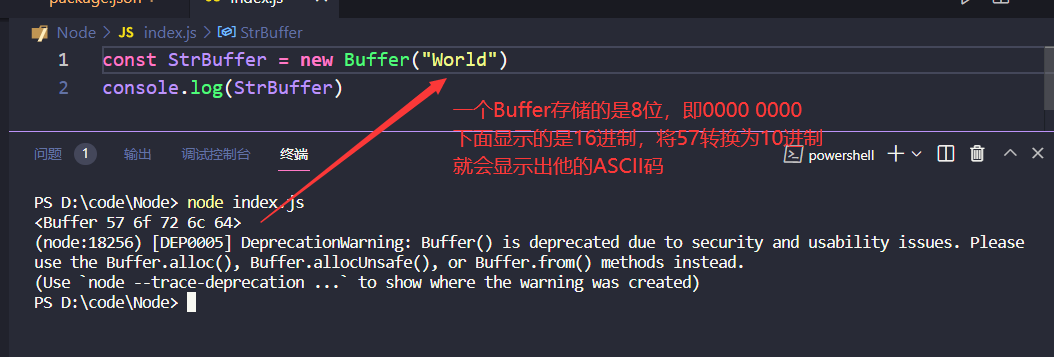 package.json
index.js
Node > JS index.js > StrBuffer
1 const StrBuffer = new Buffer("World")
2 console.log(StrBuffer)
一个Buffer存储的是8位，即0000 0000
下面显示的是16进制，将57转换为10进制
就会显示出他的ASCII码
问题 1 输出 调试控制台 终端 powershell
PS D:\code\Node> node index.js
<Buffer 57 6f 72 6c 64>
(node:18256) [DEP0005] DeprecationWarning: Buffer() is deprecated due to security and usability issues. Please
use the Buffer.alloc(), Buffer.allocUnsafe(), or Buffer.from() methods instead.
(Use `node --trace-deprecation ...` to show where the warning was created)
PS D:\code\Node>